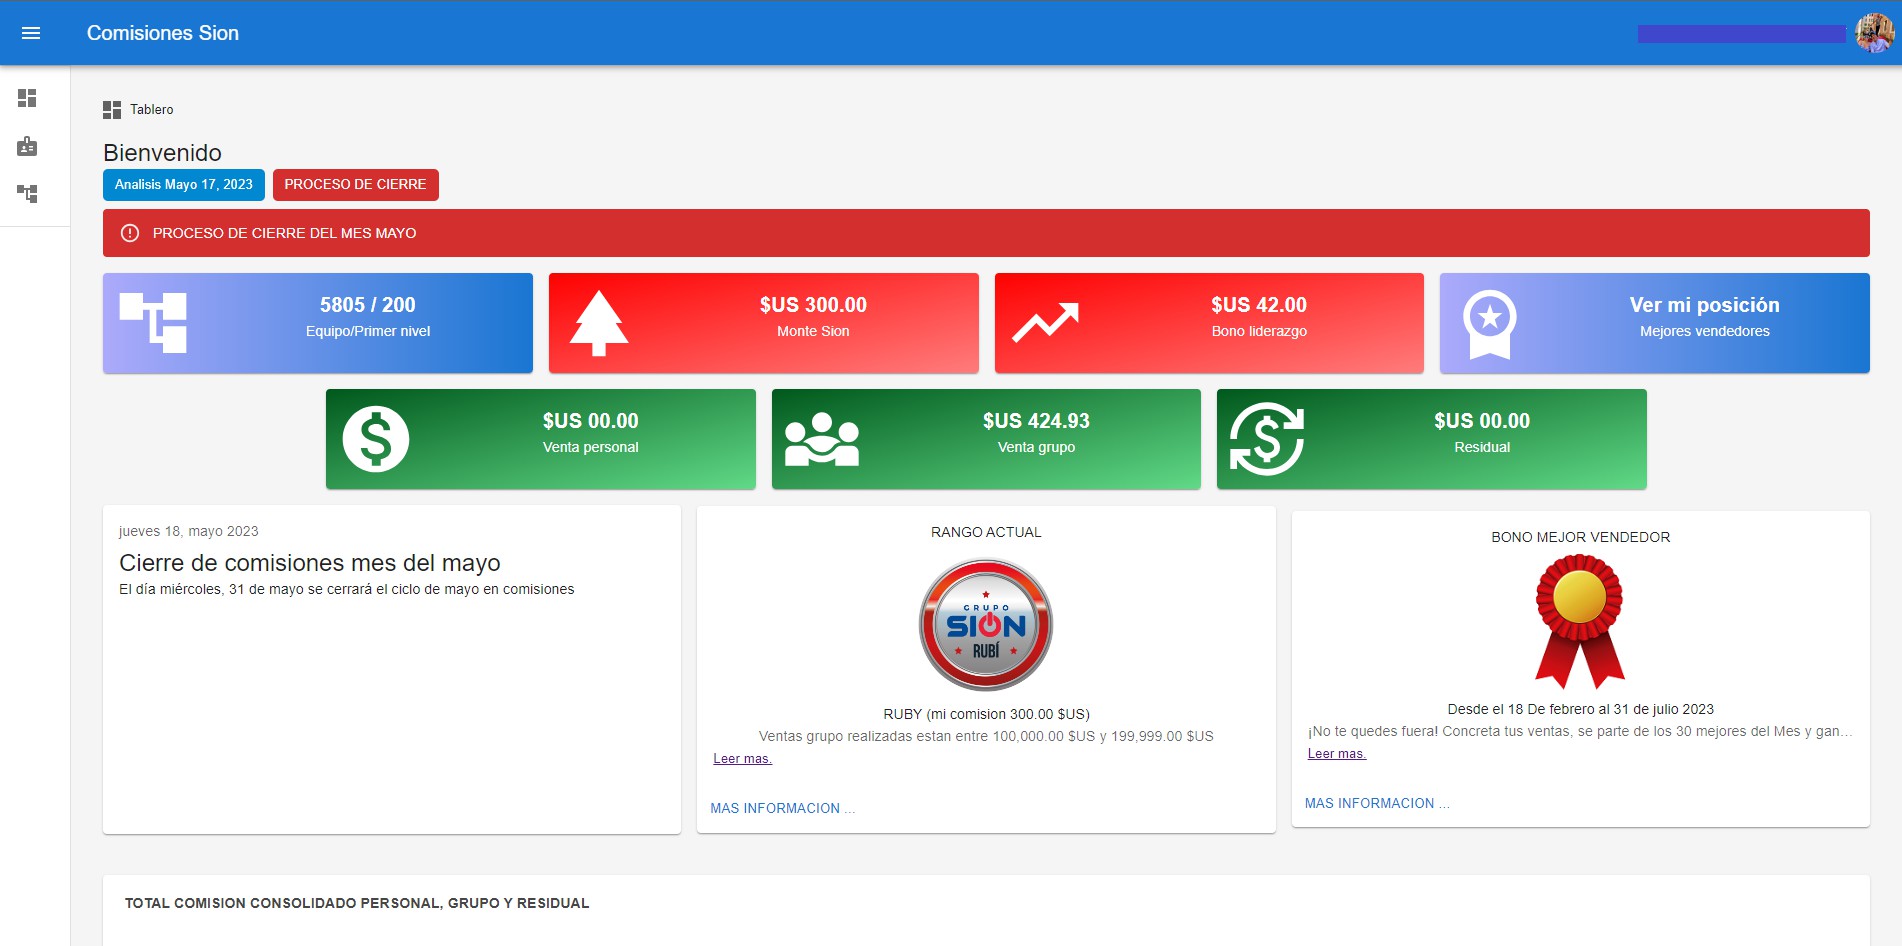 Comisiones Sion
Tablero
Bienvenido
Analisis Mayo 17, 2023
PROCESO DE CIERRE
PROCESO DE CIERRE DEL MES MAYO
5805 / 200
Equipo/Primer nivel
$US 300.00
Monte Sion
$US 42.00
Bono liderazgo
Ver mi posición
Mejores vendedores
$US 00.00
Venta personal
$US 424.93
Venta grupo
$US 00.00
Residual
jueves 18, mayo 2023
Cierre de comisiones mes del mayo
El día miércoles, 31 de mayo se cerrará el ciclo de mayo en comisiones
RANGO ACTUAL
GRUPO
SION
RUBÍ
RUBY (mi comision 300.00 $US)
Ventas grupo realizadas estan entre 100,000.00 $US y 199,999.00 $US
Leer mas.
MAS INFORMACION ...
BONO MEJOR VENDEDOR
Desde el 18 De febrero al 31 de julio 2023
¡No te quedes fuera! Concreta tus ventas, se parte de los 30 mejores del Mes y gan...
Leer mas.
MAS INFORMACION ...
TOTAL COMISION CONSOLIDADO PERSONAL, GRUPO Y RESIDUAL